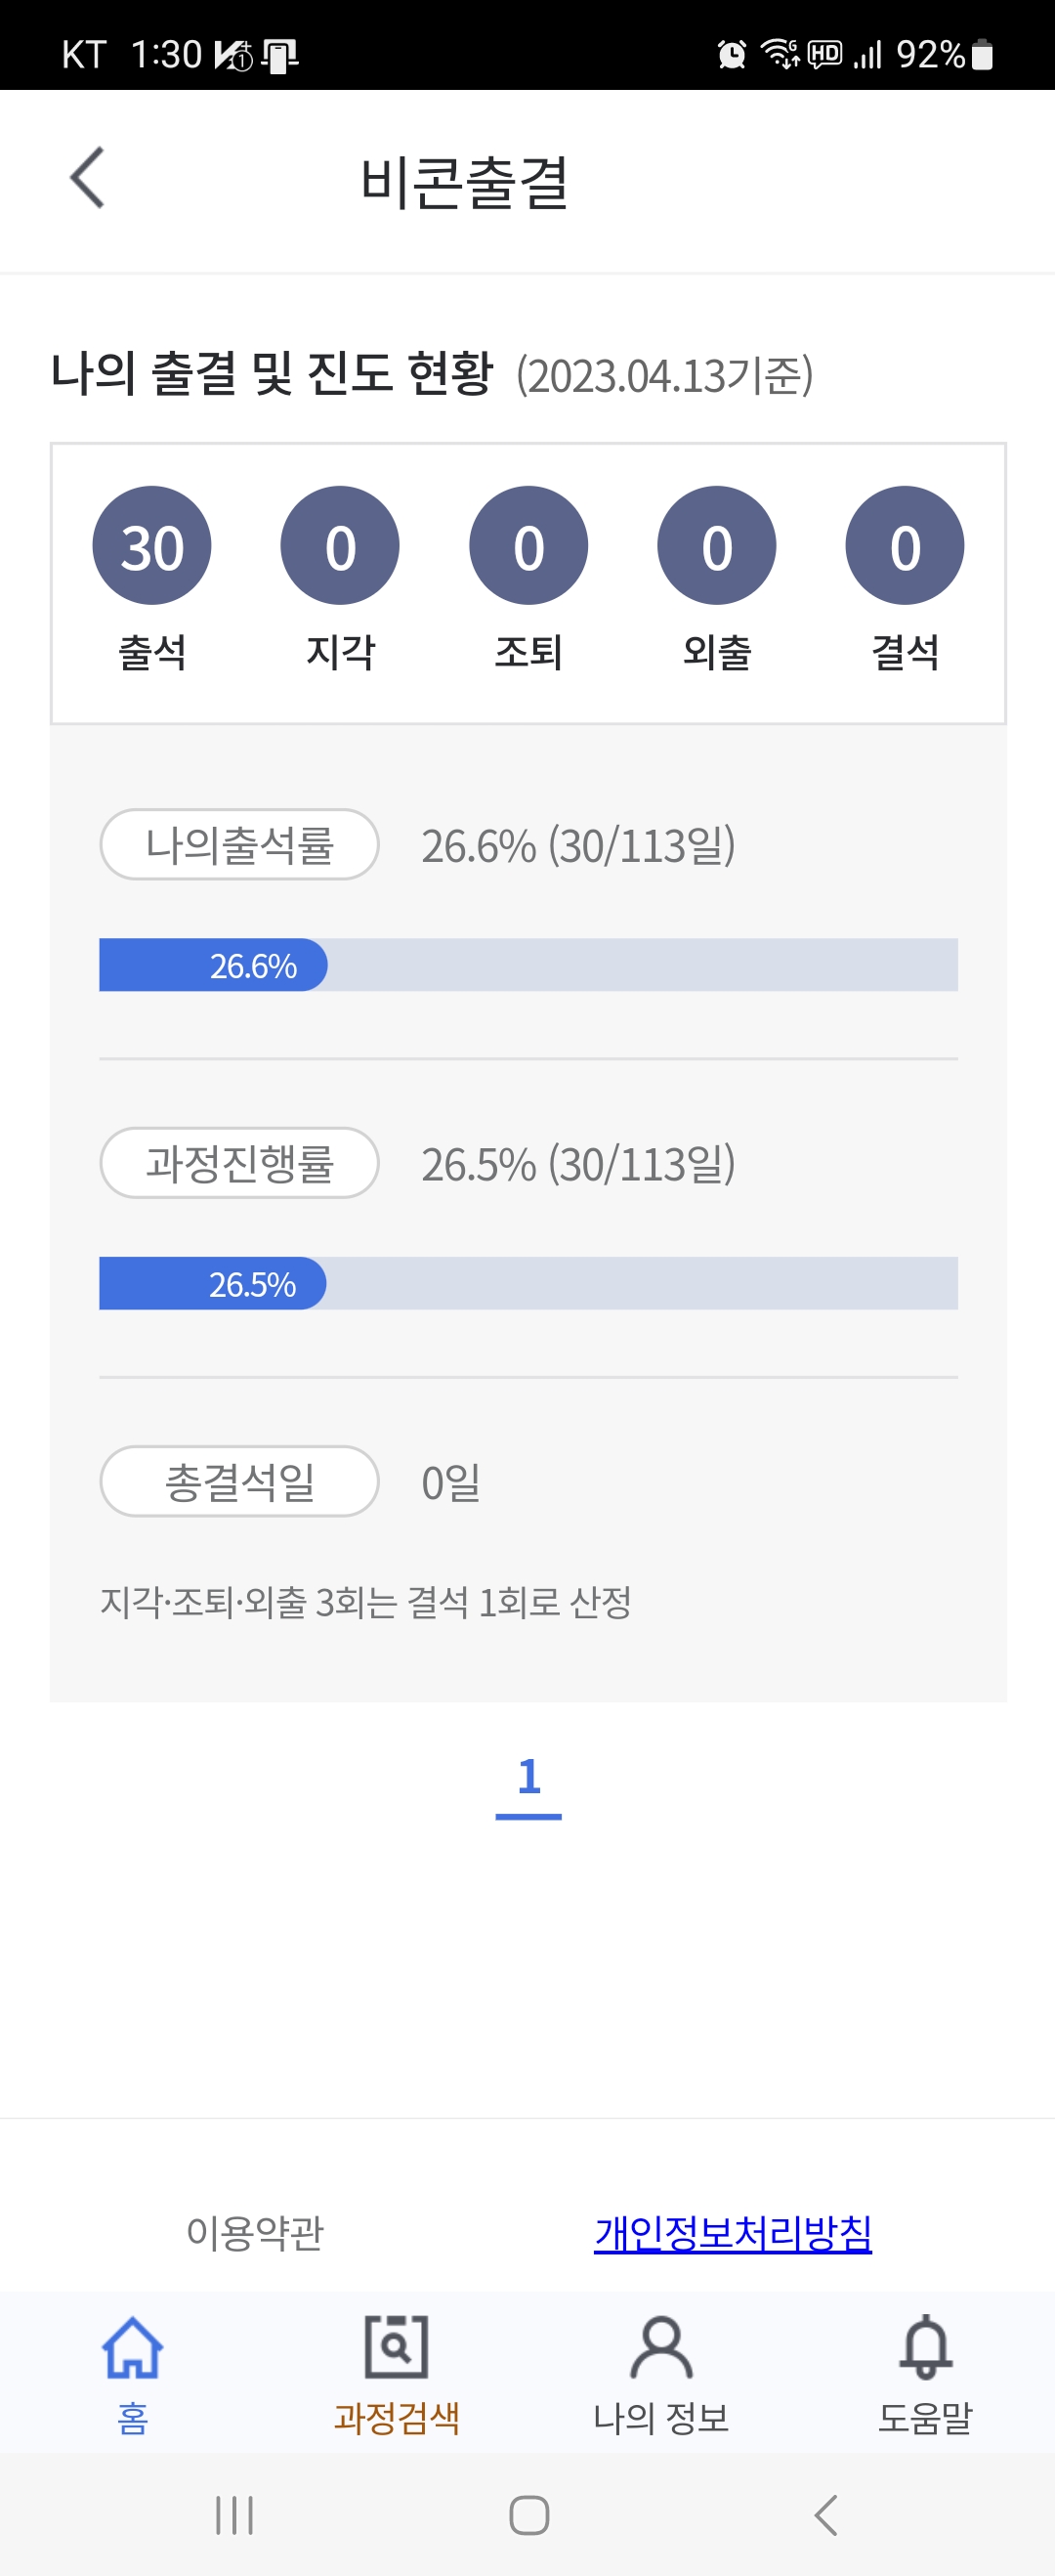 KT 1:30 92%
비콘출결
나의 출결 및 진도 현황 (2023.04.13기준)
30 0 0 0 0
출석 지각 조퇴 외출 결석
나의출석률 26.6% (30/113일)
26.6%
과정진행률 26.5% (30/113일)
26.5%
총결석일 0일
지각·조퇴·외출 3회는 결석 1회로 산정
1
이용약관 개인정보처리방침
홈 과정검색 나의 정보 도움말